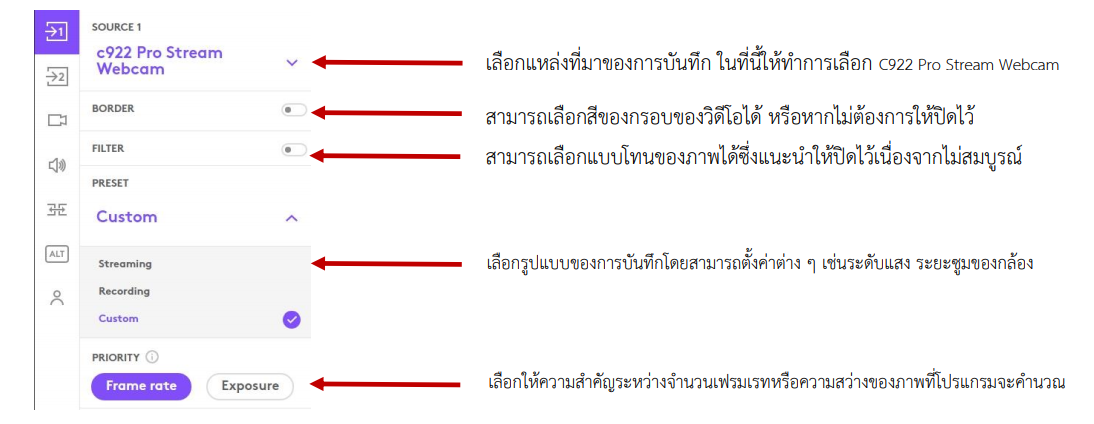 SOURCE 1
c922 Pro Stream
Webcam
เลือกแหล่งที่มาของการบันทึก ในที่นี้ให้ทำการเลือก C922 Pro Stream Webcam
BORDER
สามารถเลือกสีของกรอบของวิดีโอได้ หรือหากไม่ต้องการให้ปิดไว้
FILTER
สามารถเลือกแบบโทนของภาพได้ซึ่งแนะนำให้ปิดไว้เนื่องจากไม่สมบูรณ์
PRESET
Custom
Streaming
เลือกรูปแบบของการบันทึกโดยสามารถตั้งค่าต่าง ๆ เช่นระดับแสง ระยะซูมของกล้อง
Recording
Custom
PRIORITY
Frame rate
Exposure
เลือกให้ความสำคัญระหว่างจำนวนเฟรมเรทหรือความสว่างของภาพที่โปรแกรมจะคำนวณ
1
2
ALT